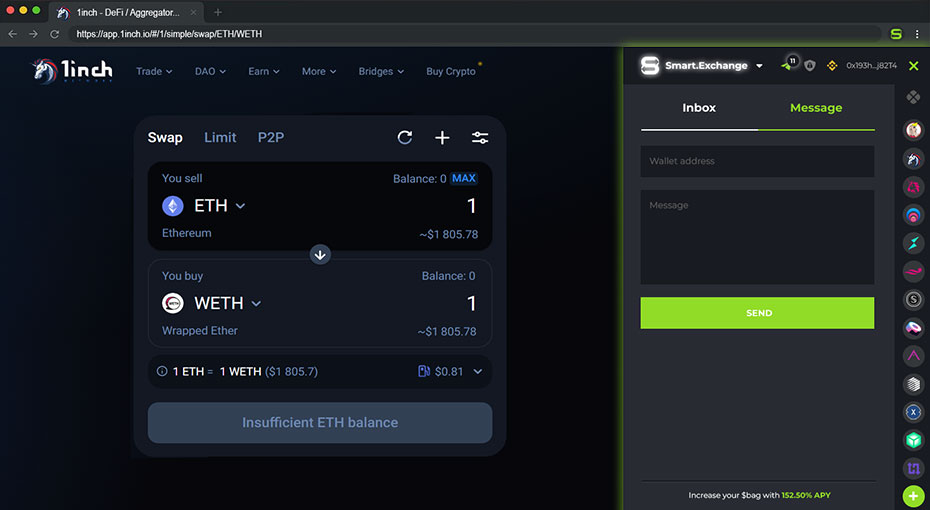 1inch - DeFi / Aggregator...
https://app.1inch.io/#/1/simple/swap/ETH/WETH
1inch
NETWORK
Trade
DAO
Earn
More
Bridges
Buy Crypto
Swap
Limit
P2P
You sell
Balance: 0 MAX
ETH
1
Ethereum
~$1 805.78
You buy
Balance: 0
WETH
WETH
1
Wrapped Ether
~$1 805.78
1 ETH = 1 WETH ($1 805.7)
$0.81
Insufficient ETH balance
Smart.Exchange
11
0x193h...j82T4
Inbox
Message
Wallet address
Message
SEND
Increase your $bag with 152.50% APY